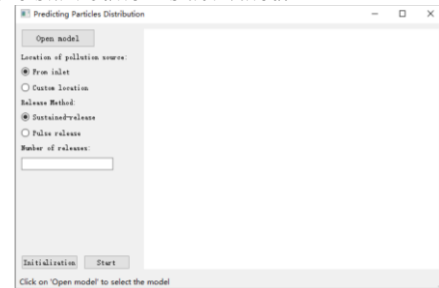 Predicting Particles Distribution
Open model
Location of pollution source:
From inlet
Custom location
Release Method:
Sustained-release
Pulse release
Number of releases:
Initialization Start
Click on 'Open model' to select the model